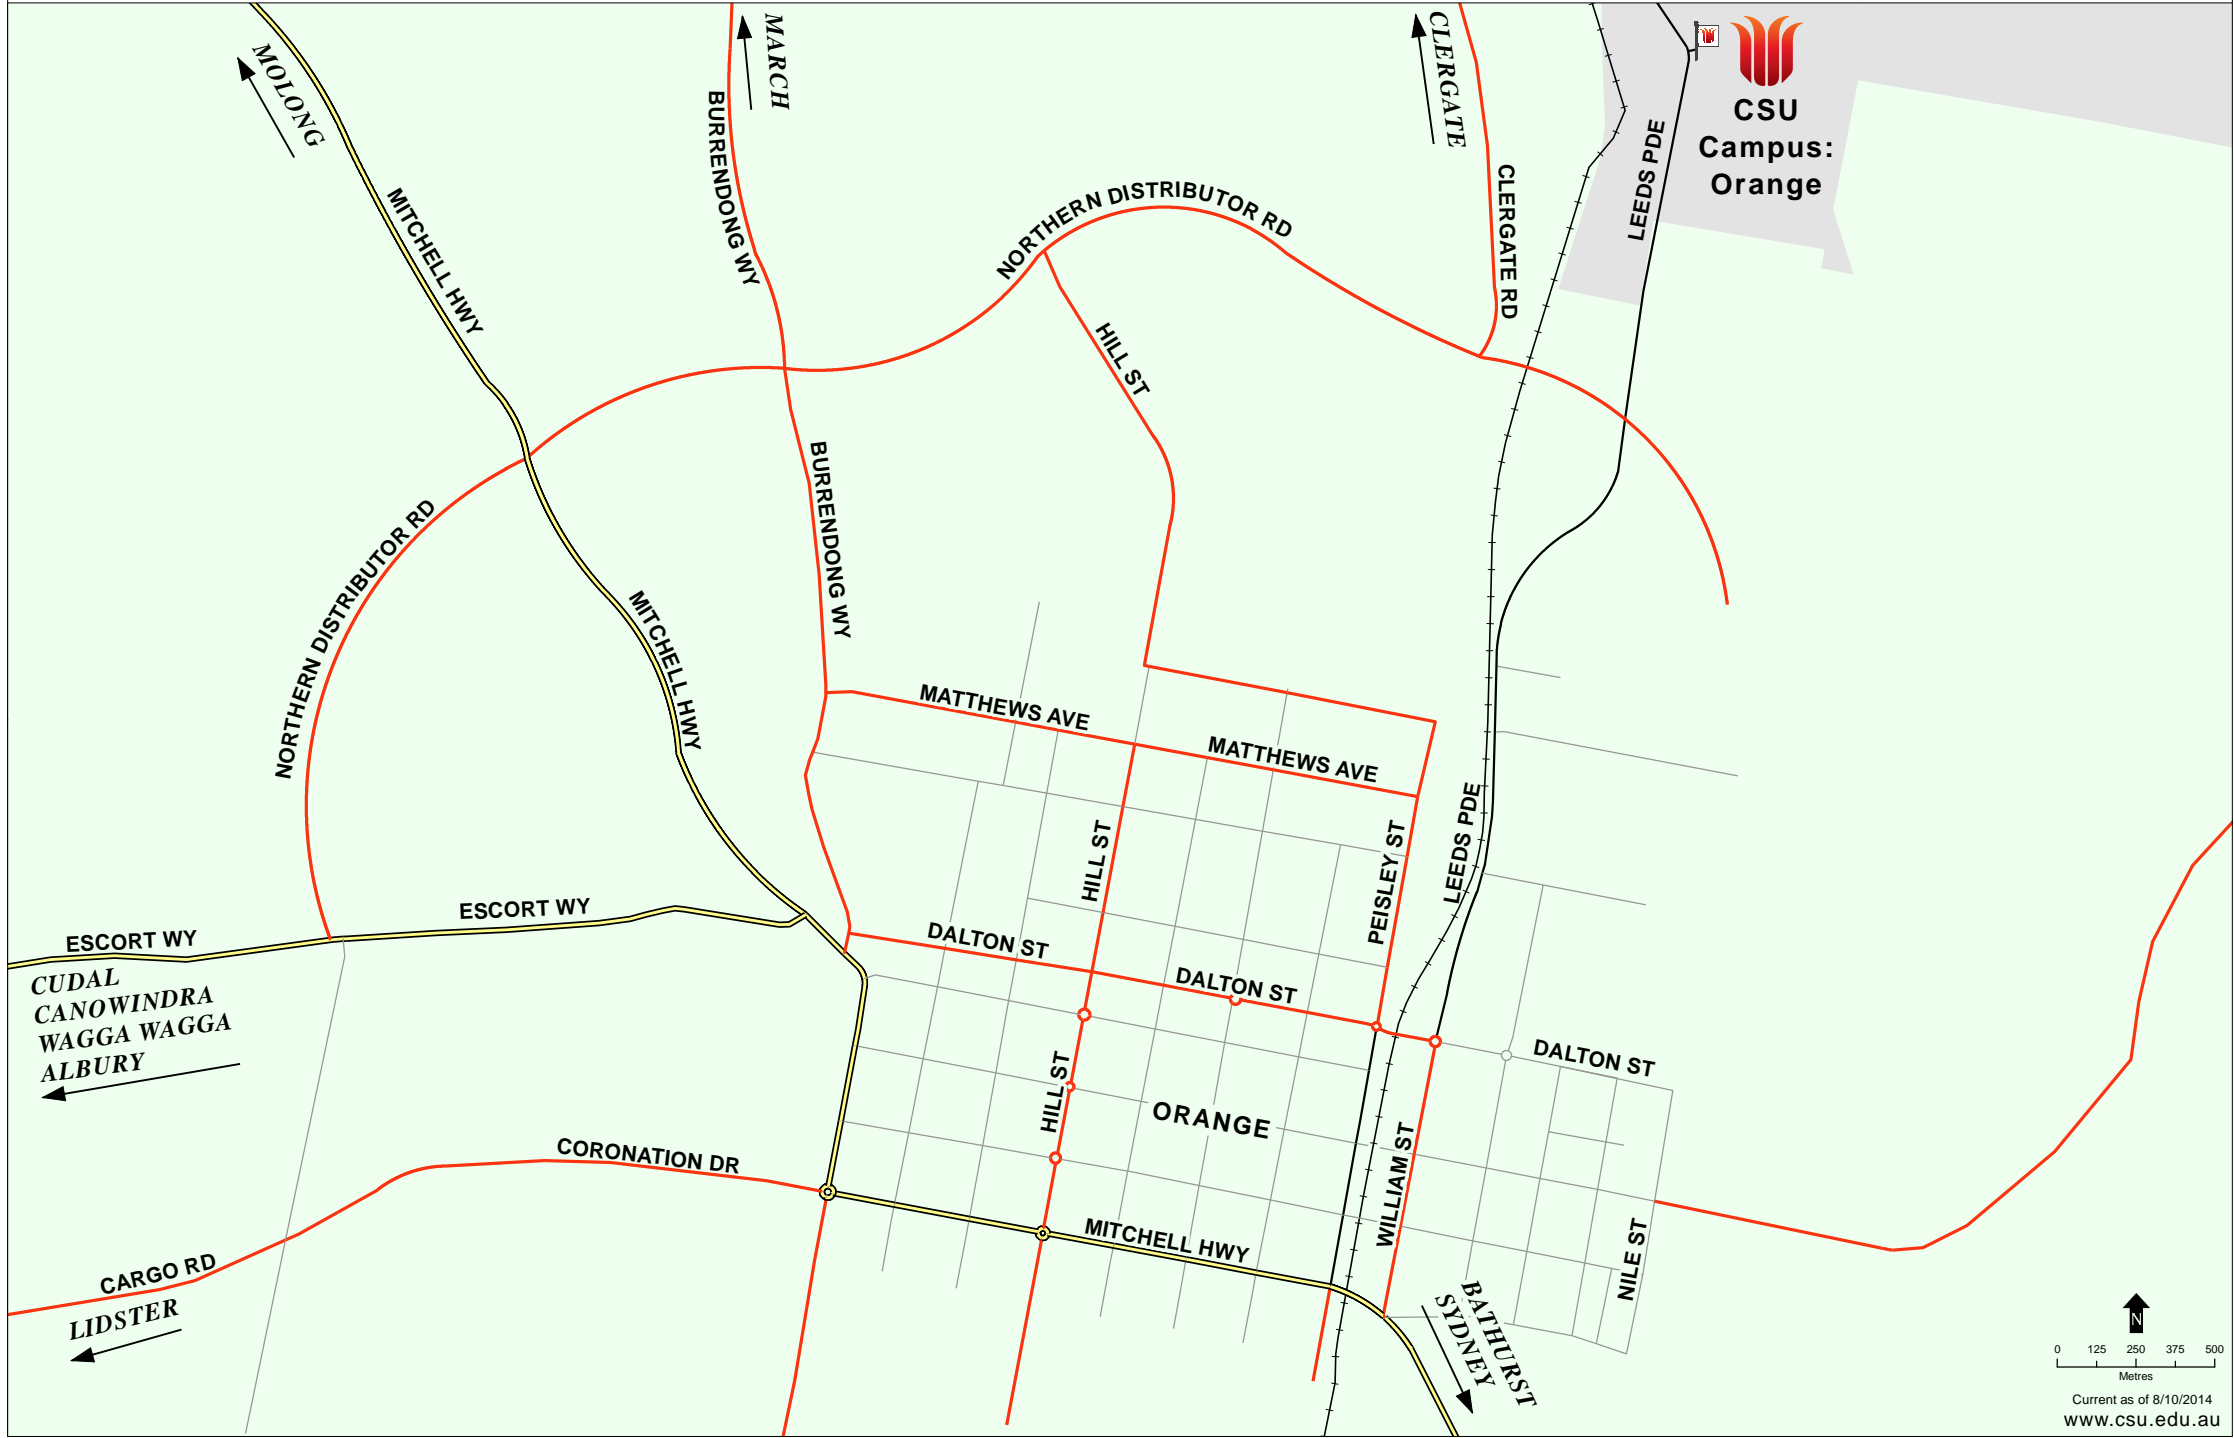 MOLONG
MARCH
CLERGATE
CSU
Campus:
Orange
BURRENDONG WY
LEEDS PDE
MITCHELL HWY
NORTHERN DISTRIBUTOR RD
CLERGATE RD
HILL ST
BURRENDONG WY
NORTHERN DISTRIBUTOR RD
MITCHELL HWY
MATTHEWS AVE
MATTHEWS AVE
LEEDS PDE
HILL ST
PEISLEY ST
ESCORT WY
ESCORT WY
DALTON ST
DALTON ST
CUDAL
CANOWINDRA
WAGGA WAGGA
ALBURY
DALTON ST
HILL ST
ORANGE
CORONATION DR
WILLIAM ST
MITCHELL HWY
NILE ST
CARGO RD
LIDSTER
BATHURST
SYDNEY
N
0 125 250 375 500
Metres
Current as of 8/10/2014
www.csu.edu.au